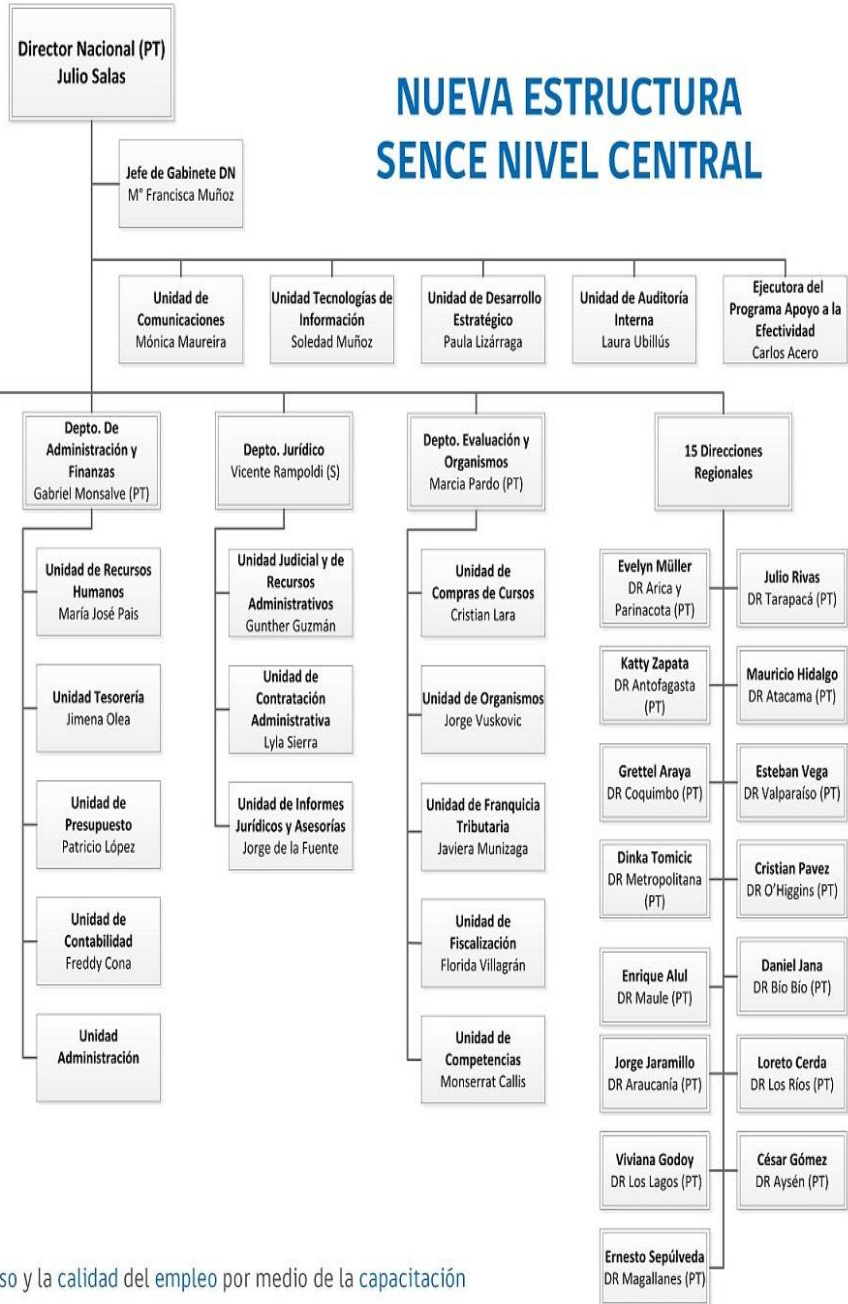 Director Nacional (PT)
Julio Salas
NUEVA ESTRUCTURA
SENCE NIVEL CENTRAL
Jefe de Gabinete DN
M° Francisca Muñoz
Unidad de
Comunicaciones
Mónica Maureira
Unidad Tecnologías de
Información
Soledad Muñoz
Unidad de Desarrollo
Estratégico
Paula Lizárraga
Unidad de Auditoría
Interna
Laura Ubillús
Ejecutora del
Programa Apoyo a la
Efectividad
Carlos Acero
Depto. De
Administración y
Finanzas
Gabriel Monsalve (PT)
Depto. Jurídico
Vicente Rampoldi (S)
Depto. Evaluación y
Organismos
Marcia Pardo (PT)
15 Direcciones
Regionales
Unidad de Recursos
Humanos
María José Pais
Unidad Tesorería
Jimena Olea
Unidad de
Presupuesto
Patricio López
Unidad de
Contabilidad
Freddy Cona
Unidad
Administración
Unidad Judicial y de
Recursos
Administrativos
Gunther Guzmán
Unidad de
Contratación
Administrativa
Lyla Sierra
Unidad de Informes
Jurídicos y Asesorías
Jorge de la Fuente
Unidad de
Compras de Cursos
Cristian Lara
Unidad de Organismos
Jorge Vuskovic
Unidad de Franquicia
Tributaria
Javiera Munizaga
Unidad de
Fiscalización
Florida Villagrán
Unidad de
Competencias
Monserrat Callis
Evelyn Müller
DR Arica y
Parinacota (PT)
Julio Rivas
DR Tarapacá (PT)
Katty Zapata
DR Antofagasta
(PT)
Mauricio Hidalgo
DR Atacama (PT)
Grettel Araya
DR Coquimbo (PT)
Esteban Vega
DR Valparaíso (PT)
Dinka Tomicic
DR Metropolitana
(PT)
Cristian Pavez
DR O'Higgins (PT)
Enrique Alul
DR Maule (PT)
Daniel Jana
DR Bío Bío (PT)
Jorge Jaramillo
DR Araucanía (PT)
Loreto Cerda
DR Los Ríos (PT)
Viviana Godoy
DR Los Lagos (PT)
César Gómez
DR Aysén (PT)
Ernesto Sepúlveda
DR Magallanes (PT)
so y la calidad del empleo por medio de la capacitación